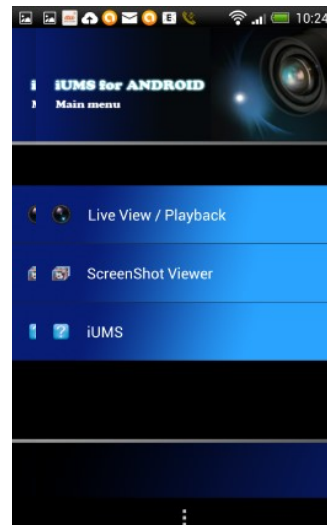 10:24
iUMS for ANDROID
Main menu
Live View / Playback
ScreenShot Viewer
iUMS